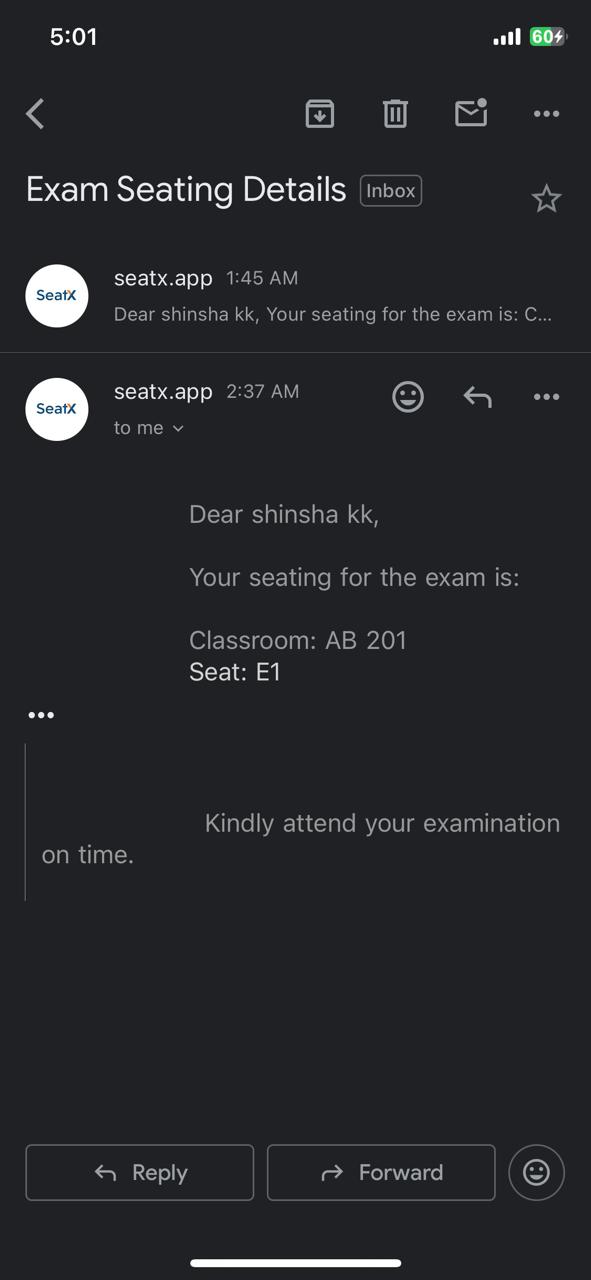 5:01
60
Exam Seating Details Inbox
SeatX
seatx.app 1:45 AM
Dear shinsha kk, Your seating for the exam is: C...
SeatX
seatx.app 2:37 AM
to me
Dear shinsha kk,
Your seating for the exam is:
Classroom: AB 201
Seat: E1
Kindly attend your examination
on time.
Reply
Forward